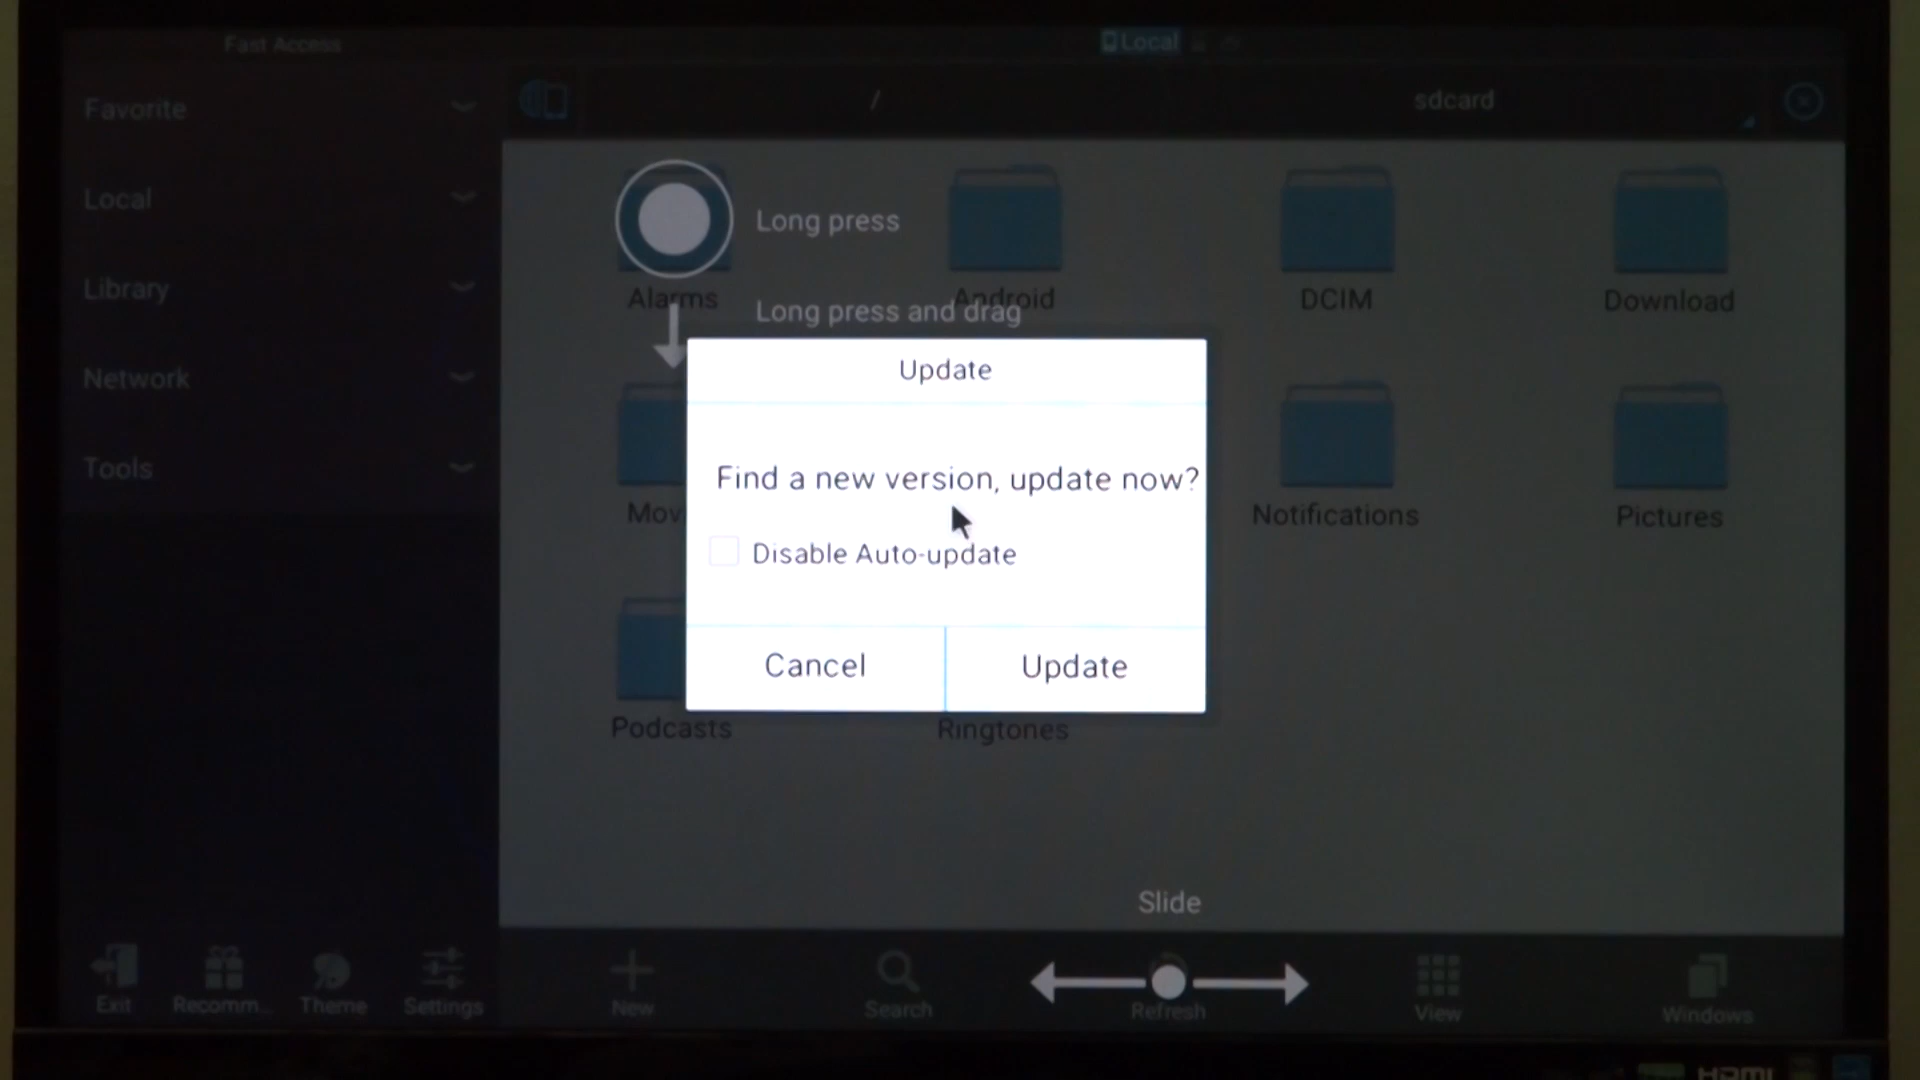 Fast Access
Local
Favorite
/
sdcard
Local
Library
Network
Tools
Long press
Alarms
Android
DCIM
Download
Long press and drag
Update
Find a new version, update now?
Disable Auto-update
Cancel
Update
Mov
Notifications
Pictures
Podcasts
Ringtones
Slide
Exit
Recomm...
Theme
Settings
New
Search
Refresh
View
Windows
HDMI